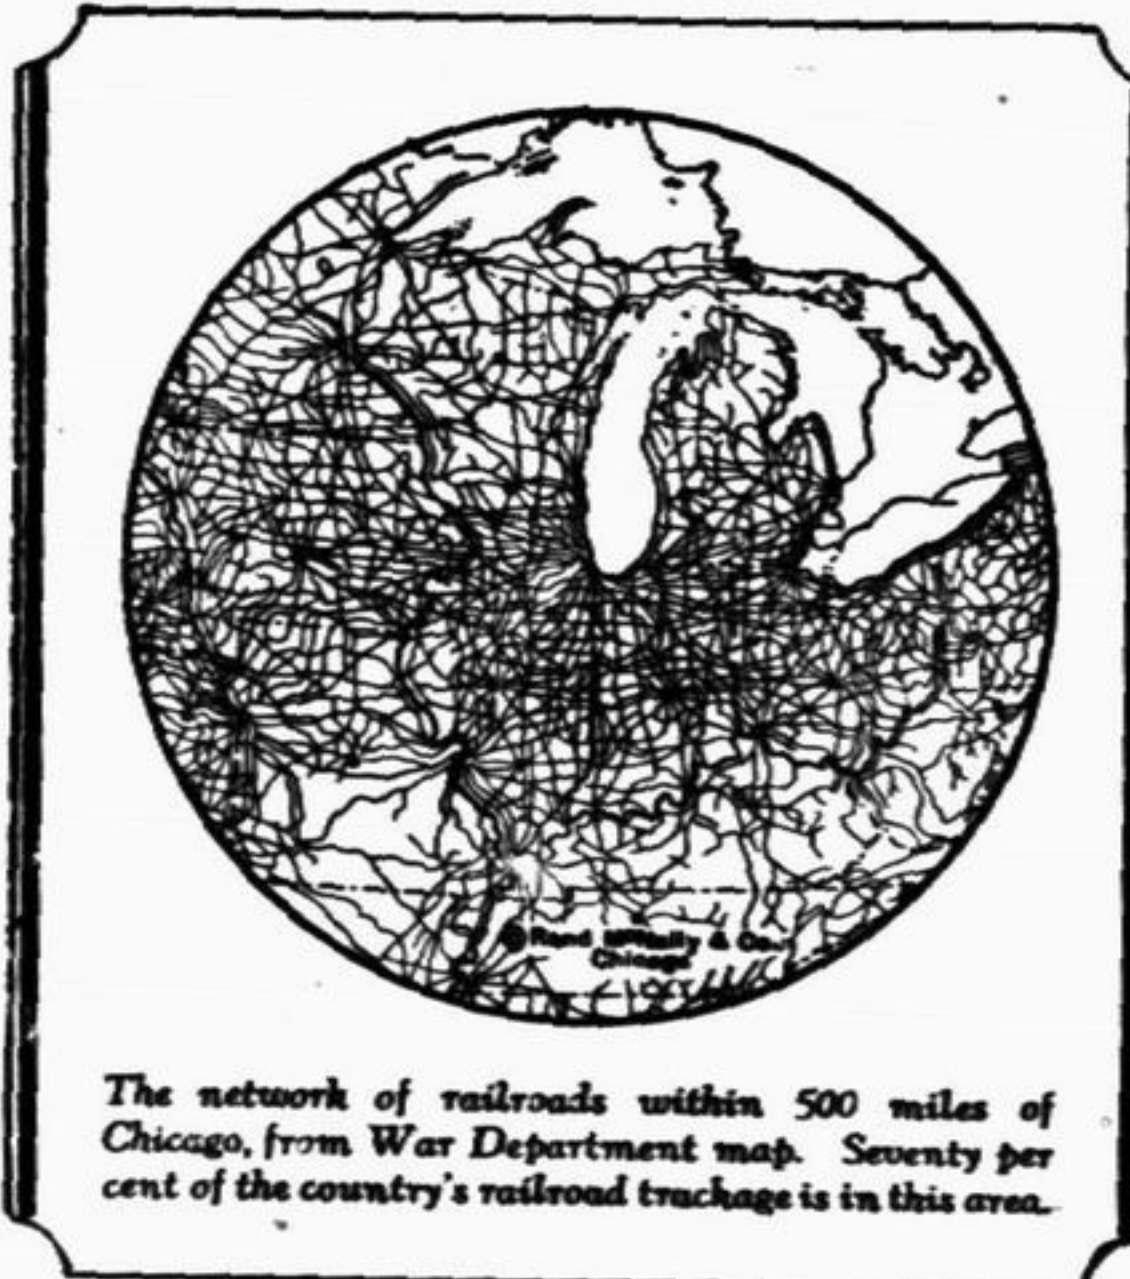 © Rand McNally & Co.
Chicago
The network of railroads within 500 miles of
Chicago, from War Department map. Seventy per
cent of the country's railroad trackage is in this area.